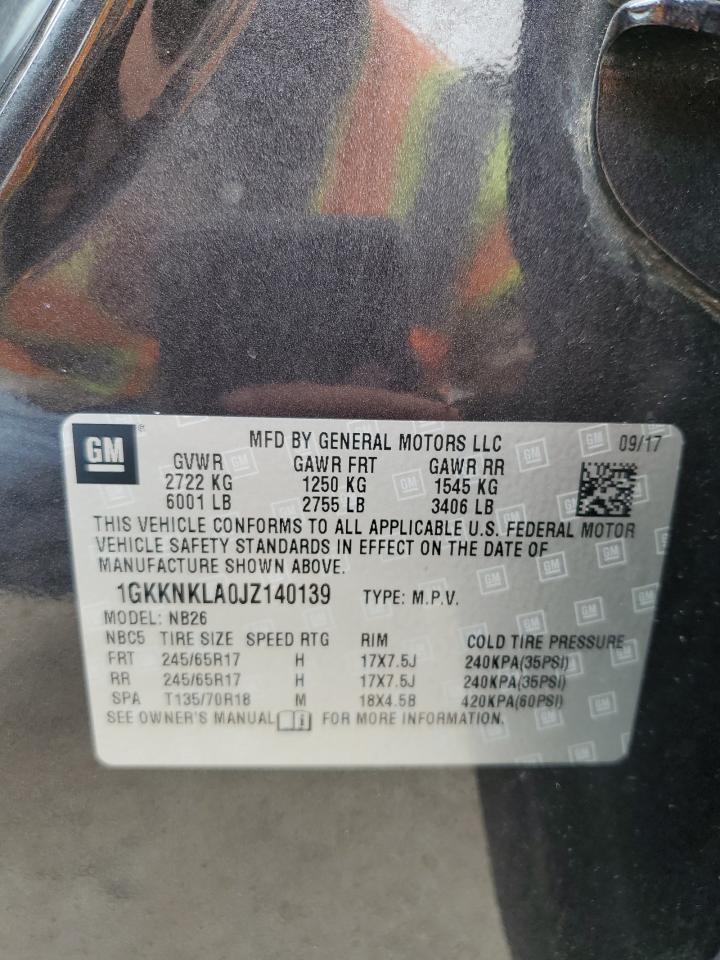 GM
MFD BY GENERAL MOTORS LLC 09/17
GVWR GAWR FRT GAWR RR
2722 KG 1250 KG 1545 KG
6001 LB 2755 LB 3406 LB
THIS VEHICLE CONFORMS TO ALL APPLICABLE U.S. FEDERAL MOTOR
VEHICLE SAFETY STANDARDS IN EFFECT ON THE DATE OF
MANUFACTURE SHOWN ABOVE.
1GKKNKLA0JZ140139 TYPE: M.P.V.
MODEL: NB26
NBC5 TIRE SIZE SPEED RTG RIM COLD TIRE PRESSURE
FRT 245/65R17 H 17X7.5J 240KPA(35PSI)
RR 245/65R17 H 17X7.5J 240KPA(35PSI)
SPA T135/70R18 M 18X4.5B 420KPA(60PSI)
SEE OWNER'S MANUAL FOR MORE INFORMATION.